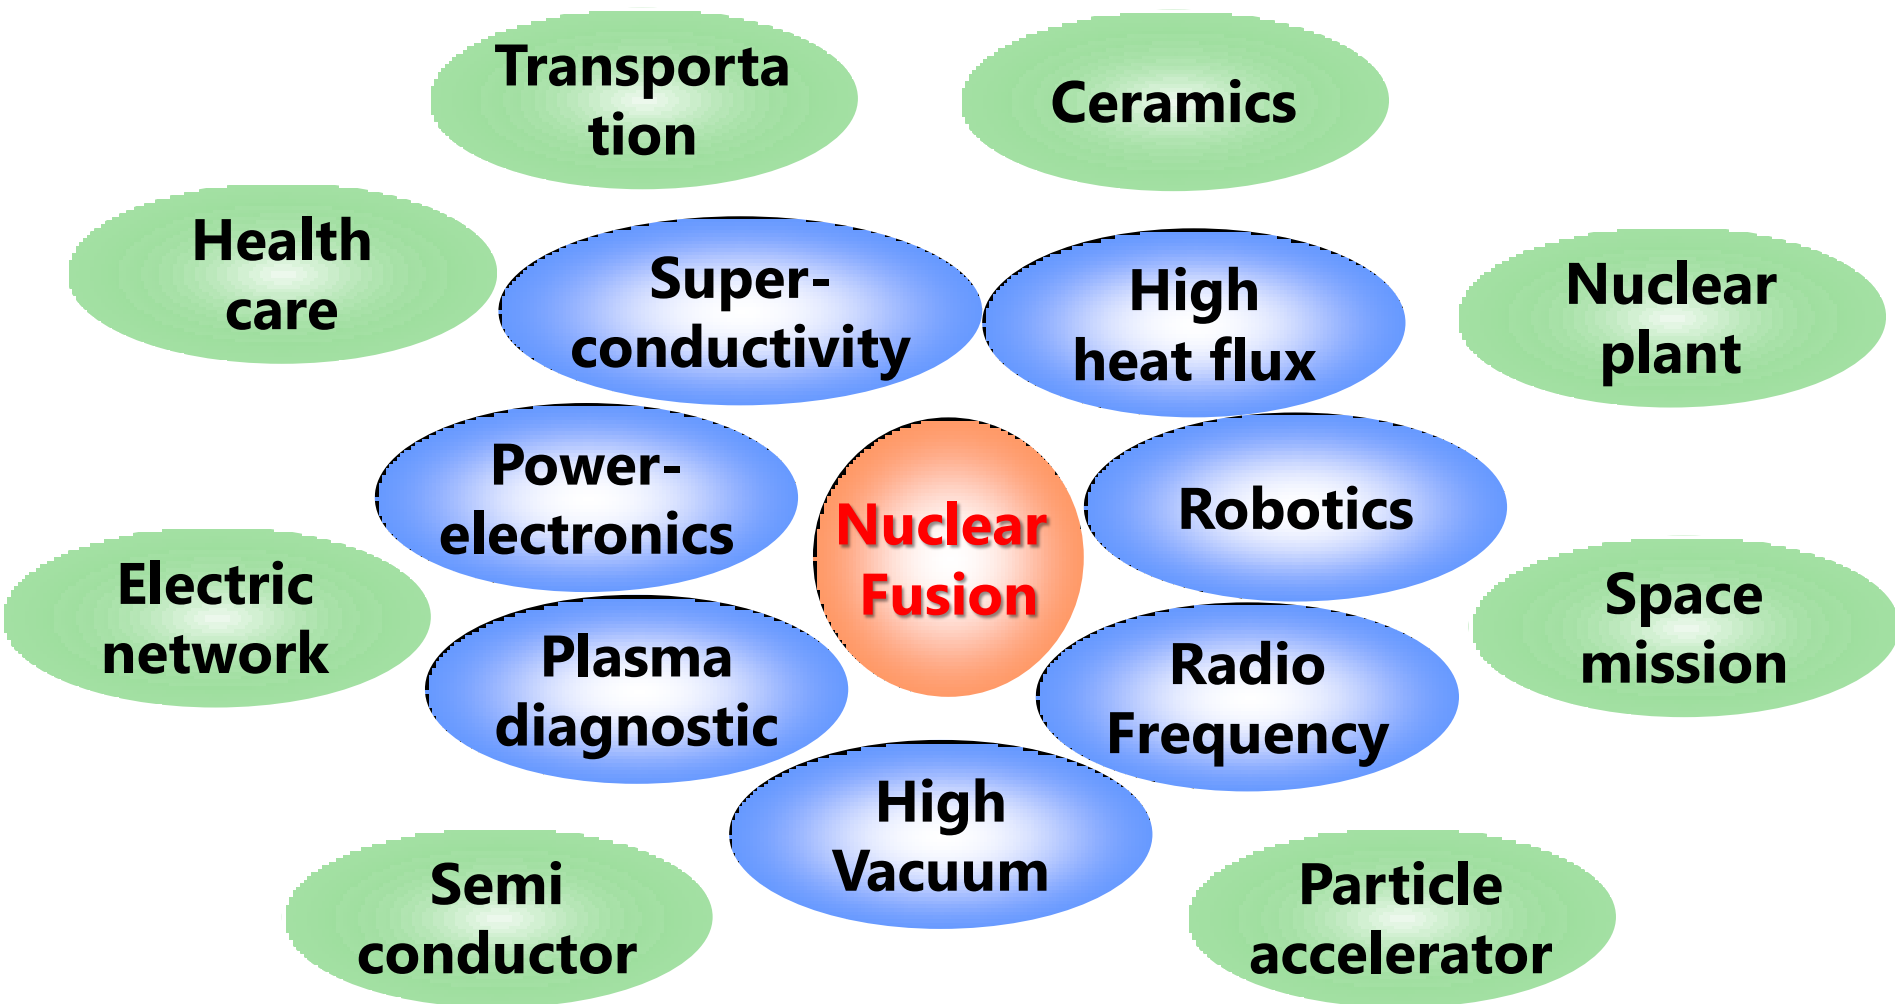 Transporta
tion
Ceramics
Health
care
Super-
conductivity
High
heat flux
Nuclear
plant
Power-
electronics
Nuclear
Fusion
Robotics
Electric
network
Plasma
diagnostic
Radio
Frequency
Space
mission
High
Vacuum
Semi
conductor
Particle
accelerator